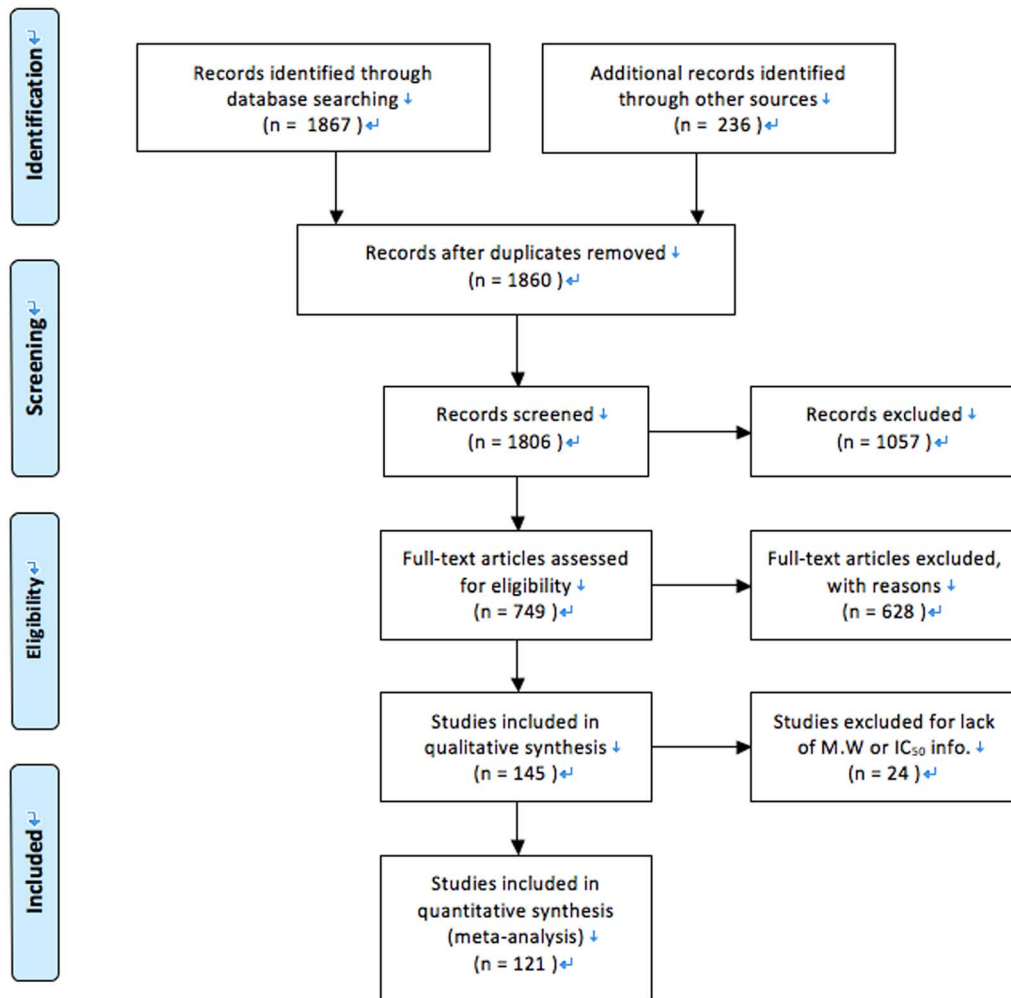 Identification↵
Records identified through
database searching ↓
(n = 1867) ↵
Additional records identified
through other sources ↓
(n = 236) ↵
Records after duplicates removed ↓
(n = 1860 ) ↵
Screening↵
Records screened ↓
(n = 1806) ↵
Records excluded ↓
(n = 1057) ↵
Eligibility↵
Full-text articles assessed
for eligibility ↓
(n = 749 ) ↵
Full-text articles excluded,
with reasons ↓
(n = 628 ) ↵
Studies included in
qualitative synthesis ↓
(n = 145 ) ↵
Studies excluded for lack
of M.W or IC₅₀ info. ↓
(n = 24 ) ↵
Included↵
Studies included in
quantitative synthesis
(meta-analysis) ↓
(n = 121 ) ↵